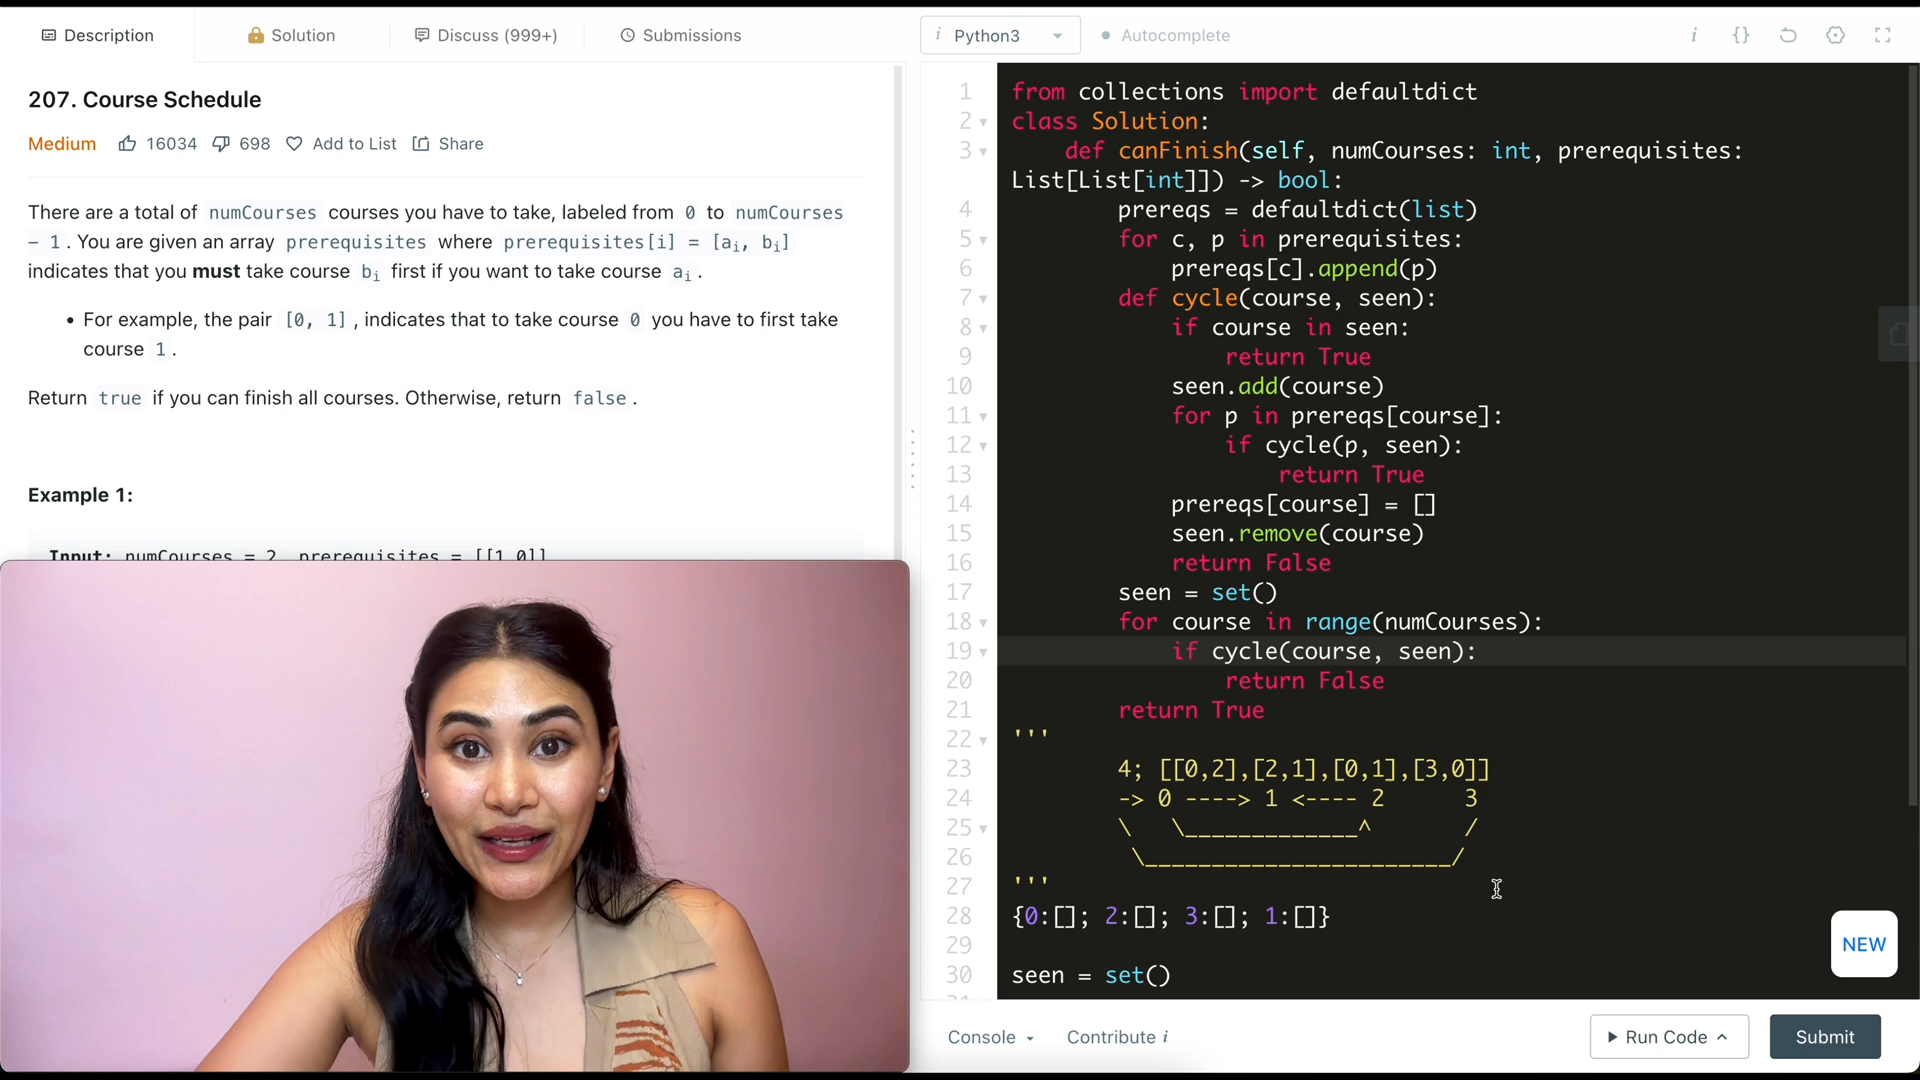 Description
Solution
Discuss (999+)
Submissions
207. Course Schedule
Medium 16034 698 Add to List Share
There are a total of numCourses courses you have to take, labeled from 0 to numCourses
- 1. You are given an array prerequisites where prerequisites[i] = [ai, bi]
indicates that you must take course bi first if you want to take course ai.
• For example, the pair [0, 1], indicates that to take course 0 you have to first take
course 1.
Return true if you can finish all courses. Otherwise, return false.
Example 1:
Input: numCourses = 2, prerequisites = [[1,0]]
i Python3
Autocomplete
i {}
1 from collections import defaultdict
2 class Solution:
3     def canFinish(self, numCourses: int, prerequisites:
List[List[int]]) -> bool:
4         prereqs = defaultdict(list)
5         for c, p in prerequisites:
6             prereqs[c].append(p)
7         def cycle(course, seen):
8             if course in seen:
9                 return True
10             seen.add(course)
11             for p in prereqs[course]:
12                 if cycle(p, seen):
13                     return True
14             prereqs[course] = []
15             seen.remove(course)
16             return False
17         seen = set()
18         for course in range(numCourses):
19             if cycle(course, seen):
20                 return False
21         return True
22 '''
23         4; [[0,2],[2,1],[0,1],[3,0]]
24         -> 0 ----> 1 <---- 2      3
25         \   \_____________^       /
26          \_______________________/
27 '''
28 {0:[]; 2:[]; 3:[]; 1:[]}
29
30 seen = set()
NEW
Console
Contribute i
Run Code
Submit